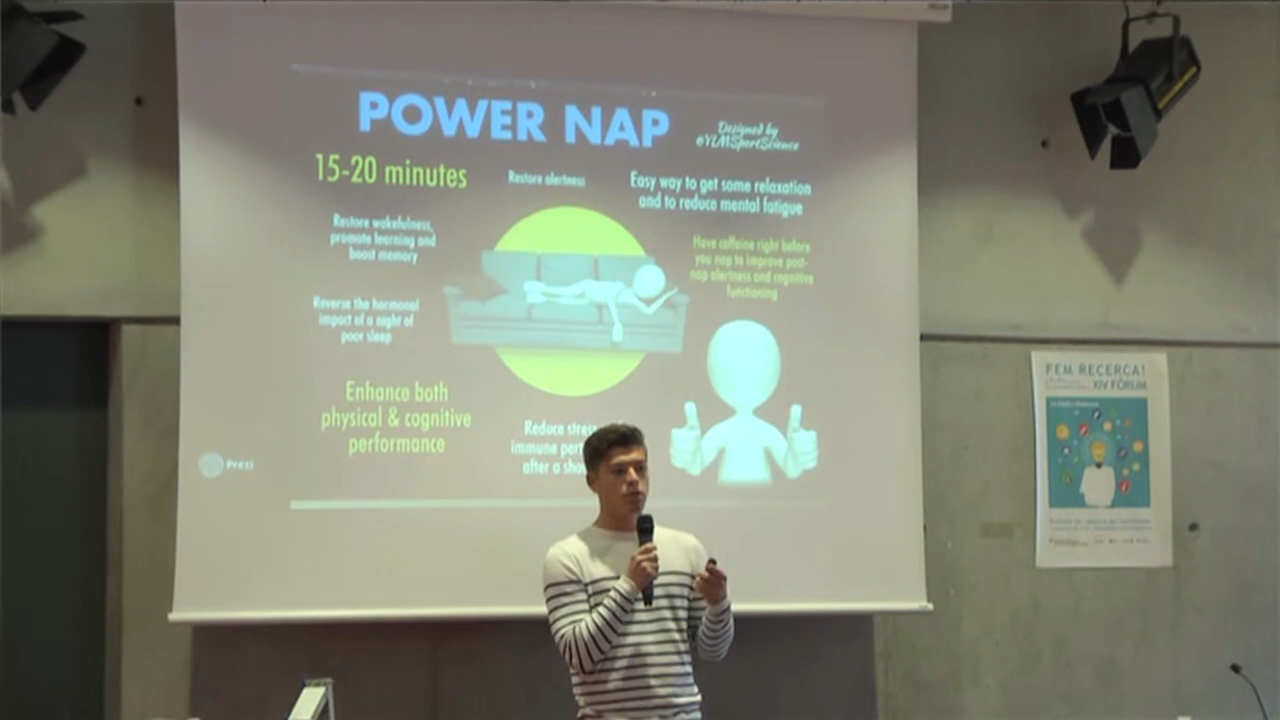 POWER NAP
Designed by
@YLMSportScience
15-20 minutes
Restore alertness
Easy way to get some relaxation
and to reduce mental fatigue
Restore wakefulness,
promote learning and
boost memory
Have caffeine right before
you nap to improve post-
nap alertness and cognitive
functioning
Reverse the hormonal
impact of a night of
poor sleep
Enhance both
physical & cognitive
performance
Reduce stress
immune
after a
Prezi
FEM RECERCA!
XIV FÒRUM